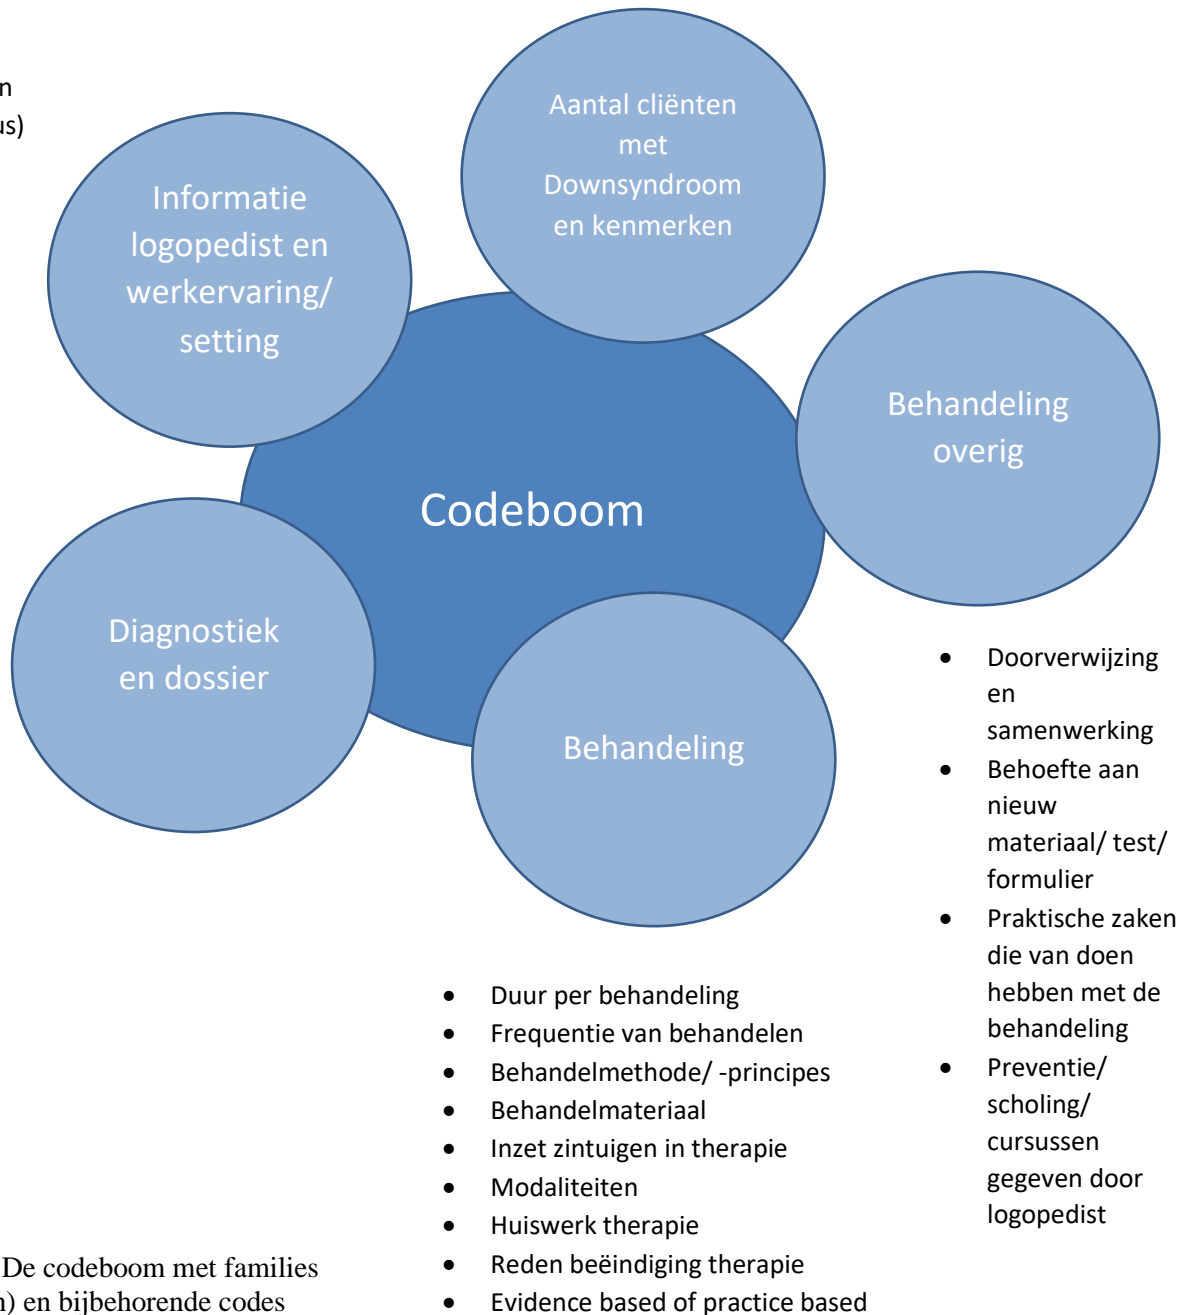 n
us)
Informatie
logopedist en
werkervaring/
setting
Aantal cliënten
met
Downsyndroom
en kenmerken
Behandeling
overig
Codeboom
Diagnostiek
en dossier
Behandeling
• Doorverwijzing
en
samenwerking
• Behoefte aan
nieuw
materiaal/ test/
formulier
• Praktische zaken
die van doen
hebben met de
behandeling
• Preventie/
scholing/
cursussen
gegeven door
logopedist
• Duur per behandeling
• Frequentie van behandelen
• Behandelmethode/ -principes
• Behandelmateriaal
• Inzet zintuigen in therapie
• Modaliteiten
• Huiswerk therapie
• Reden beëindiging therapie
• Evidence based of practice based
De codeboom met families
n) en bijbehorende codes